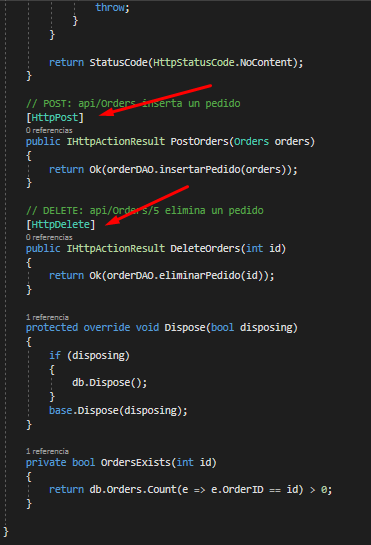 throw;
}
}
return StatusCode(HttpStatusCode.NoContent);
}
// POST: api/Orders inserta un pedido
[HttpPost]
0 referencias
public IHttpActionResult PostOrders(Orders orders)
{
return Ok(orderDAO.insertarPedido(orders));
}
// DELETE: api/Orders/5 elimina un pedido
[HttpDelete]
0 referencias
public IHttpActionResult DeleteOrders(int id)
{
return Ok(orderDAO.eliminarPedido(id));
}
1 referencia
protected override void Dispose(bool disposing)
{
if (disposing)
{
db.Dispose();
}
base.Dispose(disposing);
}
1 referencia
private bool OrdersExists(int id)
{
return db.Orders.Count(e => e.OrderID == id) > 0;
}
}